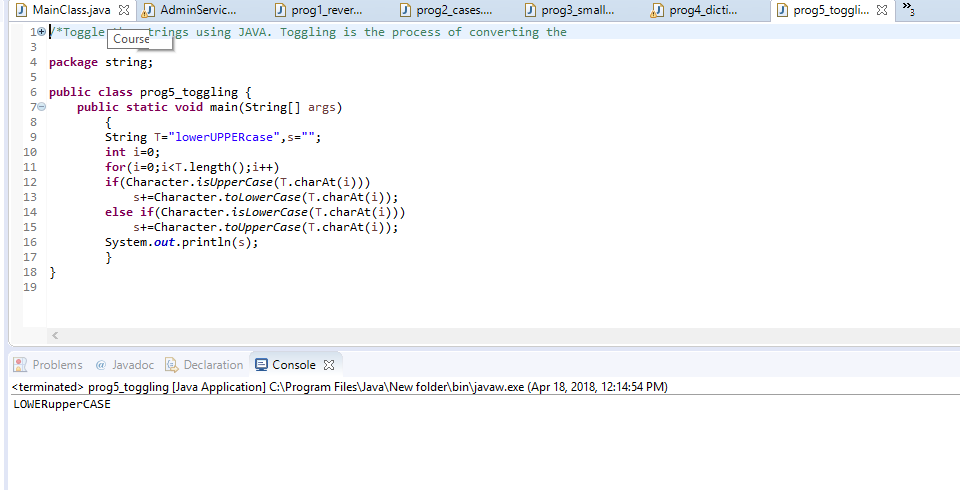 MainClass.java AdminServic... prog1_rever... prog2_cases.... prog3_small... prog4_dicti... prog5_toggli... »3
1 /*Toggle trings using JAVA. Toggling is the process of converting the
Course
3
4 package string;
5
6 public class prog5_toggling {
7 public static void main(String[] args)
8 {
9 String T="lowerUPPERcase",s="";
10 int i=0;
11 for(i=0;i<T.length();i++)
12 if(Character.isUpperCase(T.charAt(i)))
13 s+=Character.toLowerCase(T.charAt(i));
14 else if(Character.isLowerCase(T.charAt(i)))
15 s+=Character.toUpperCase(T.charAt(i));
16 System.out.println(s);
17 }
18 }
19
Problems @ Javadoc Declaration Console
<terminated> prog5_toggling [Java Application] C:\Program Files\Java\New folder\bin\javaw.exe (Apr 18, 2018, 12:14:54 PM)
LOWERupperCASE